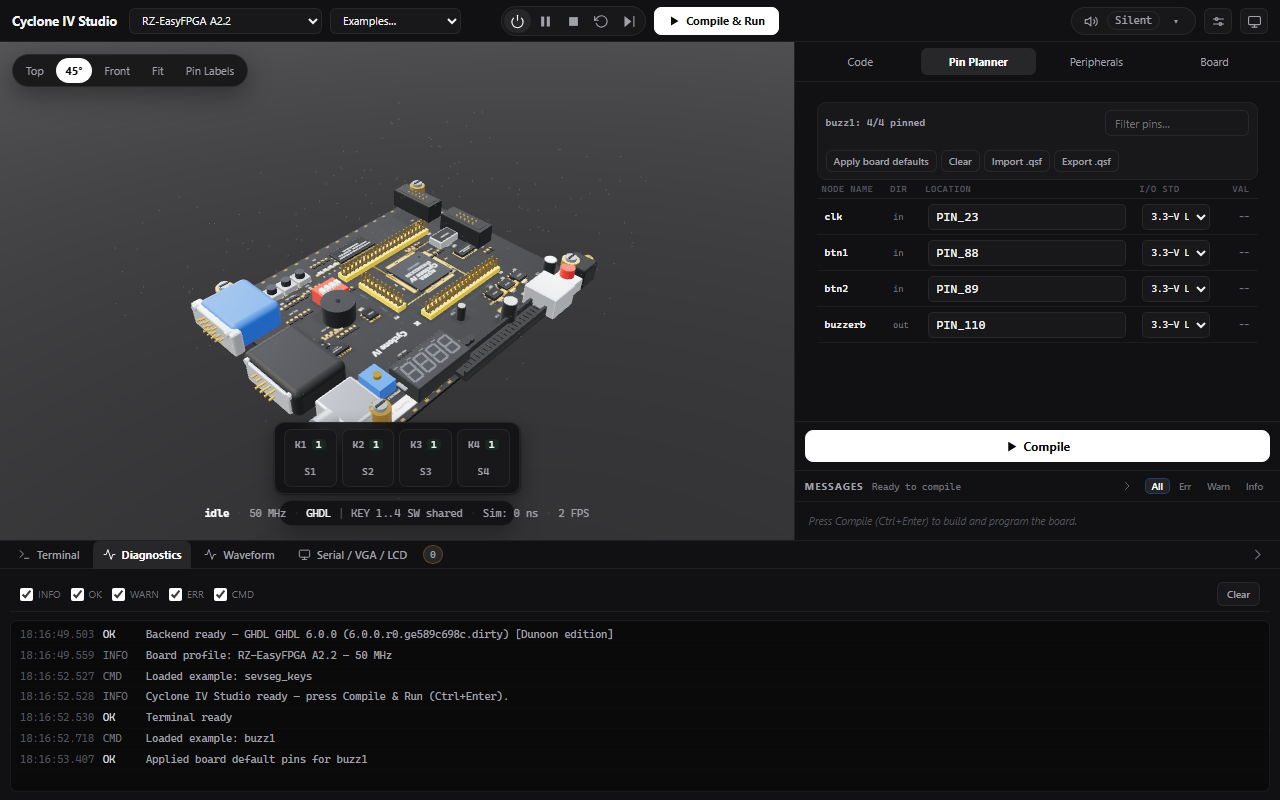 Cyclone IV Studio
RZ-EasyFPGA A2.2
Examples...
Compile & Run
Silent
Top
45°
Front
Fit
Pin Labels
Cyclone IV
K1 1
S1
K2 1
S2
K3 1
S3
K4 1
S4
idle · 50 MHz · GHDL | KEY 1..4 SW shared · Sim: 0 ns · 2 FPS
Code
Pin Planner
Peripherals
Board
buzz1: 4/4 pinned
Filter pins...
Apply board defaults
Clear
Import .qsf
Export .qsf
NODE NAME DIR LOCATION I/O STD VAL
clk in PIN_23 3.3-V L --
btn1 in PIN_88 3.3-V L --
btn2 in PIN_89 3.3-V L --
buzzerb out PIN_110 3.3-V L --
Compile
MESSAGES Ready to compile
All
Err
Warn
Info
Press Compile (Ctrl+Enter) to build and program the board.
Terminal
Diagnostics
Waveform
Serial / VGA / LCD
0
INFO
OK
WARN
ERR
CMD
Clear
18:16:49.503 OK Backend ready — GHDL GHDL 6.0.0 (6.0.0.r0.ge589c698c.dirty) [Dunoon edition]
18:16:49.559 INFO Board profile: RZ-EasyFPGA A2.2 — 50 MHz
18:16:52.527 CMD Loaded example: sevseg_keys
18:16:52.528 INFO Cyclone IV Studio ready — press Compile & Run (Ctrl+Enter).
18:16:52.530 OK Terminal ready
18:16:52.718 CMD Loaded example: buzz1
18:16:53.407 OK Applied board default pins for buzz1